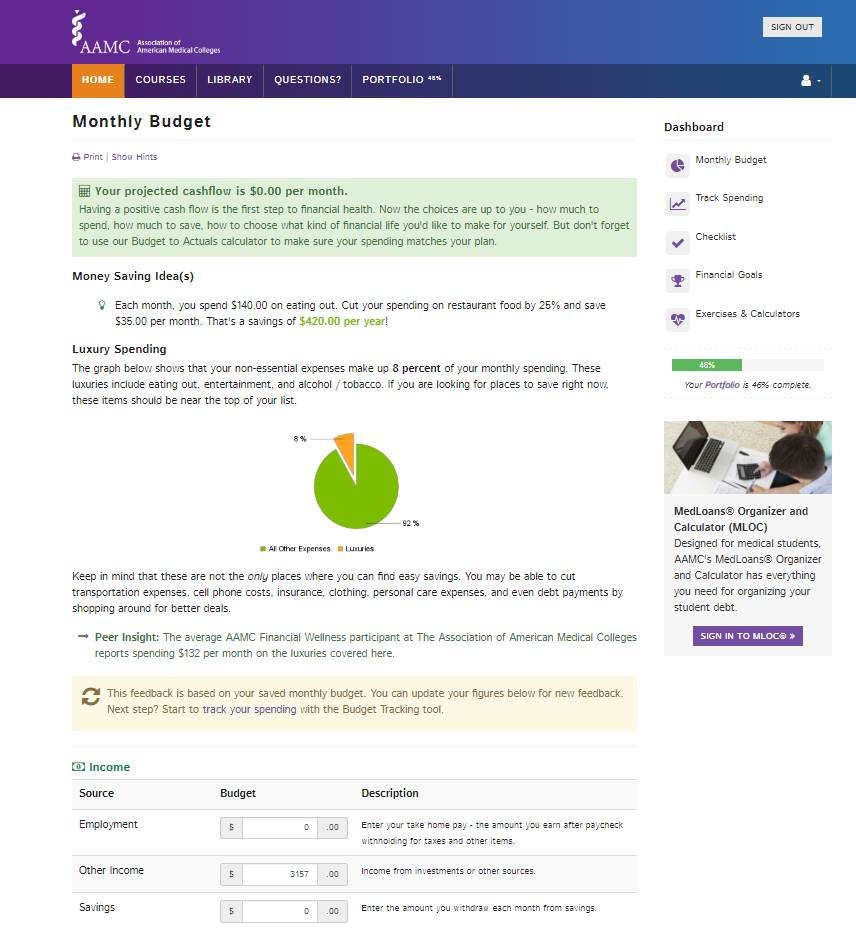 AAMC
Association of
American Medical Colleges
SIGN OUT
HOME
COURSES
LIBRARY
QUESTIONS?
PORTFOLIO 46%
Monthly Budget
Print | Show Hints
Your projected cashflow is $0.00 per month.
Having a positive cash flow is the first step to financial health. Now the choices are up to you - how much to
spend, how much to save, how to choose what kind of financial life you'd like to make for yourself. But don't forget
to use our Budget to Actuals calculator to make sure your spending matches your plan.
Money Saving Idea(s)
Each month, you spend $140.00 on eating out. Cut your spending on restaurant food by 25% and save
$35.00 per month. That's a savings of $420.00 per year!
Luxury Spending
The graph below shows that your non-essential expenses make up 8 percent of your monthly spending. These
luxuries include eating out, entertainment, and alcohol / tobacco. If you are looking for places to save right now,
these items should be near the top of your list.
8 %
92 %
All Other Expenses
Luxuries
Keep in mind that these are not the only places where you can find easy savings. You may be able to cut
transportation expenses, cell phone costs, insurance, clothing, personal care expenses, and even debt payments by
shopping around for better deals.
Peer Insight: The average AAMC Financial Wellness participant at The Association of American Medical Colleges
reports spending $132 per month on the luxuries covered here.
This feedback is based on your saved monthly budget. You can update your figures below for new feedback.
Next step? Start to track your spending with the Budget Tracking tool.
Income
Source Budget Description
Employment $ 0 .00 Enter your take home pay - the amount you earn after paycheck
withholding for taxes and other items.
Other Income $ 3157 .00 Income from investments or other sources.
Savings $ 0 .00 Enter the amount you withdraw each month from savings.
Dashboard
Monthly Budget
Track Spending
Checklist
Financial Goals
Exercises & Calculators
46%
Your Portfolio is 46% complete.
MedLoans® Organizer and
Calculator (MLOC)
Designed for medical students,
AAMC's MedLoans® Organizer
and Calculator has everything
you need for organizing your
student debt.
SIGN IN TO MLOC® »